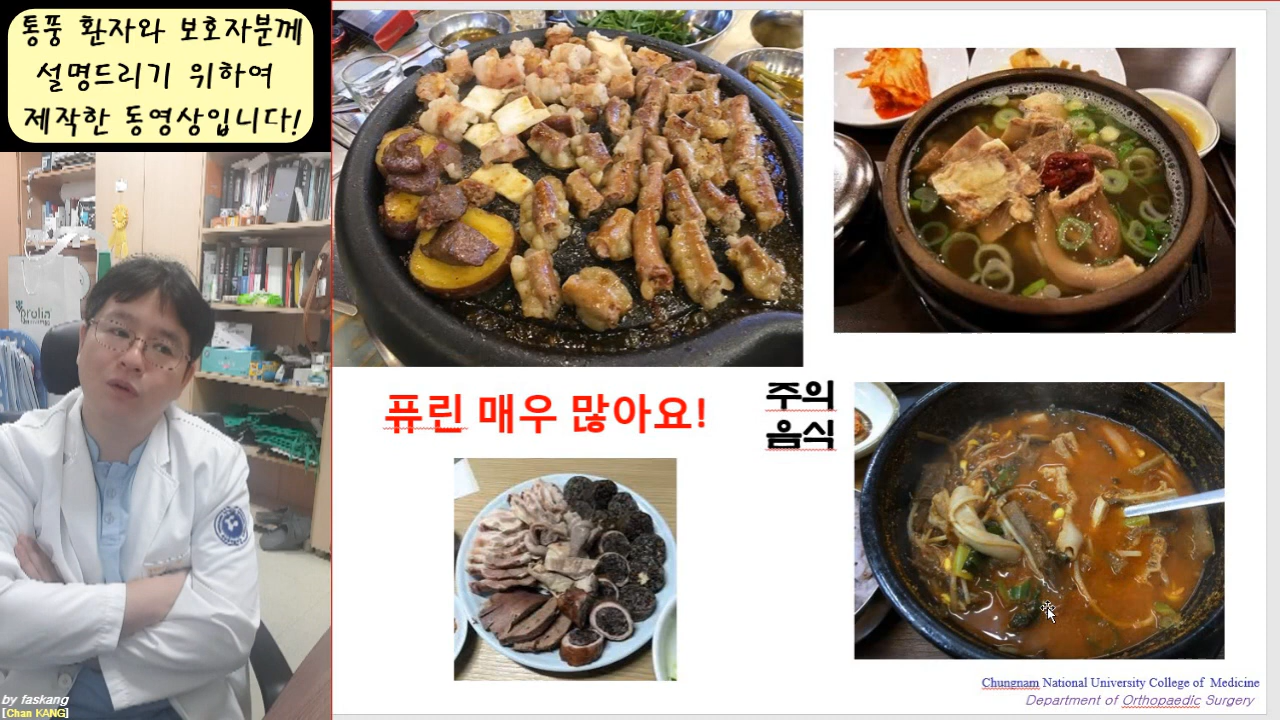 통풍 환자와 보호자분께
설명드리기 위하여
제작한 동영상입니다!
prolia
퓨린 매우 많아요!
주의
음식
by faskang
[Chan KANG]
Chungnam National University College of Medicine
Department of Orthopaedic Surgery